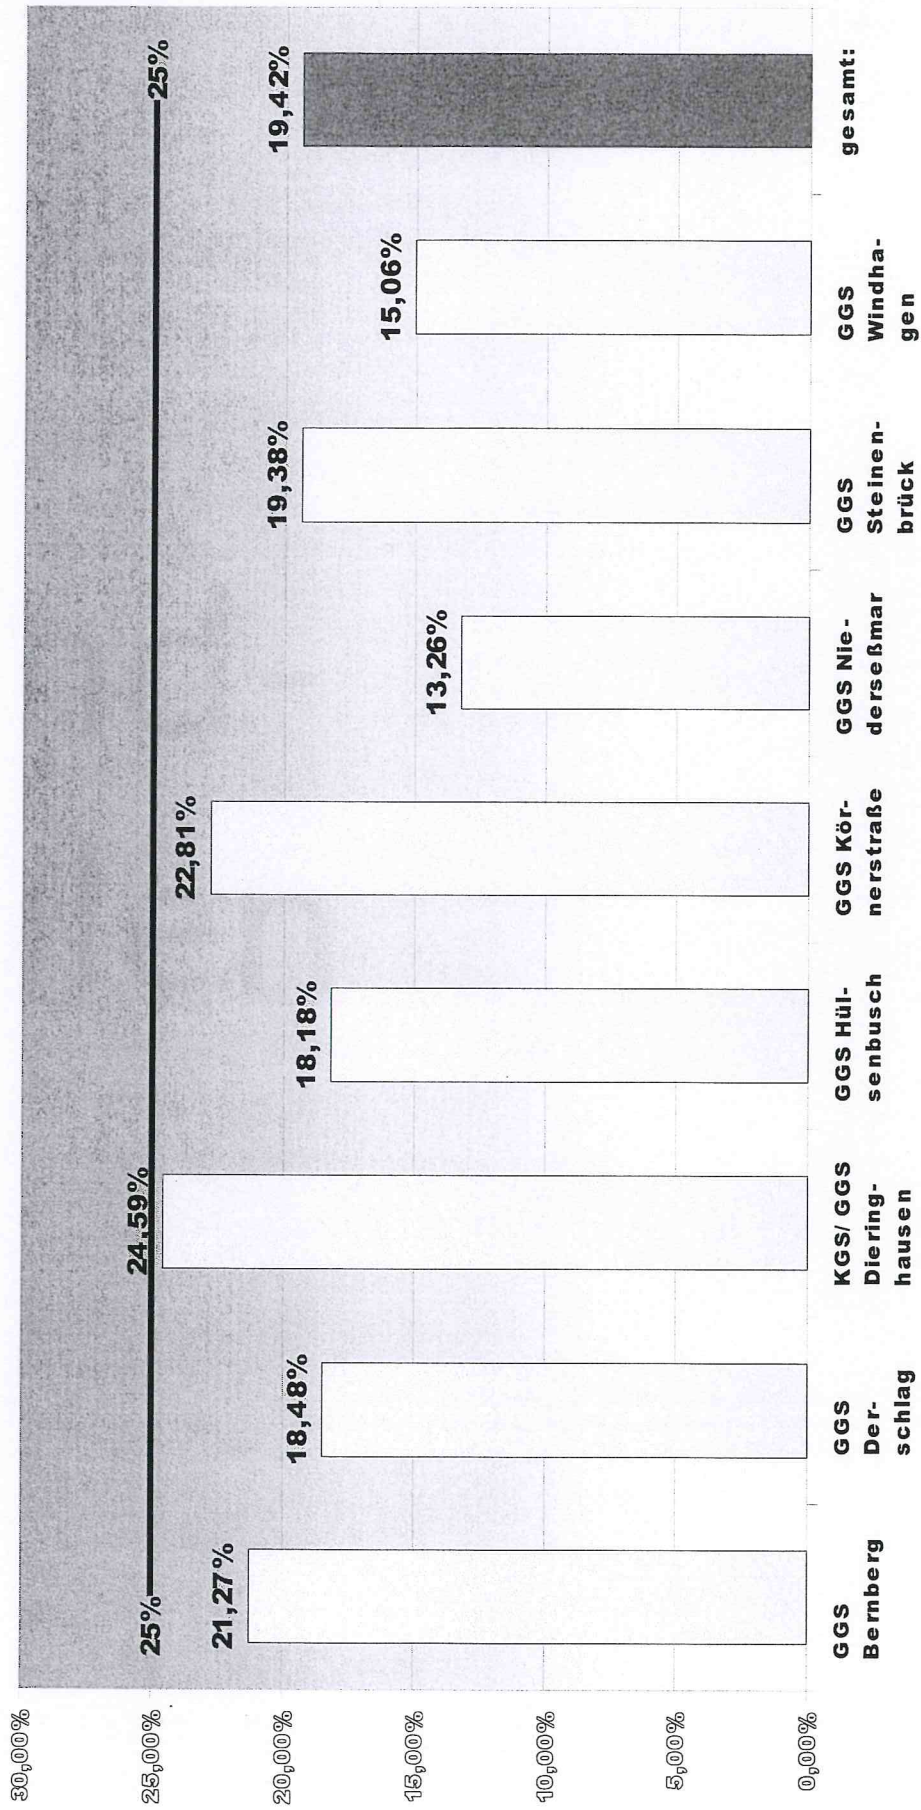 30,00%
25,00%
20,00%
15,00%
10,00%
5,00%
0,00%
25%
25%
21,27%
18,48%
24,59%
18,18%
22,81%
13,26%
19,38%
15,06%
19,42%
GGS
Bernberg
GGS
Der-
schlag
KGS/ GGS
Diering-
hausen
GGS Hül-
senbusch
GGS Kör-
nerstraße
GGS Nie-
derseßmar
GGS
Steinen-
brück
GGS
Windha-
gen
gesamt: